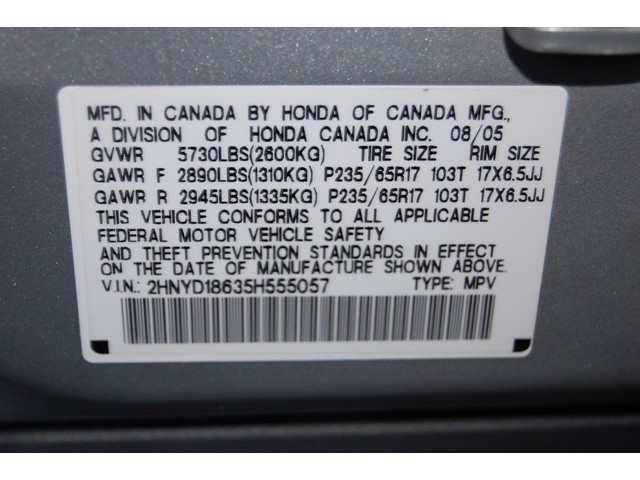 MFD. IN CANADA BY HONDA OF CANADA MFG.,
A DIVISION OF HONDA CANADA INC. 08/05
GVWR 5730LBS(2600KG) TIRE SIZE RIM SIZE
GAWR F 2890LBS(1310KG) P235/65R17 103T 17X6.5JJ
GAWR R 2945LBS(1335KG) P235/65R17 103T 17X6.5JJ
THIS VEHICLE CONFORMS TO ALL APPLICABLE
FEDERAL MOTOR VEHICLE SAFETY
AND THEFT PREVENTION STANDARDS IN EFFECT
ON THE DATE OF MANUFACTURE SHOWN ABOVE.
V.I.N.: 2HNYD18635H555057 TYPE: MPV